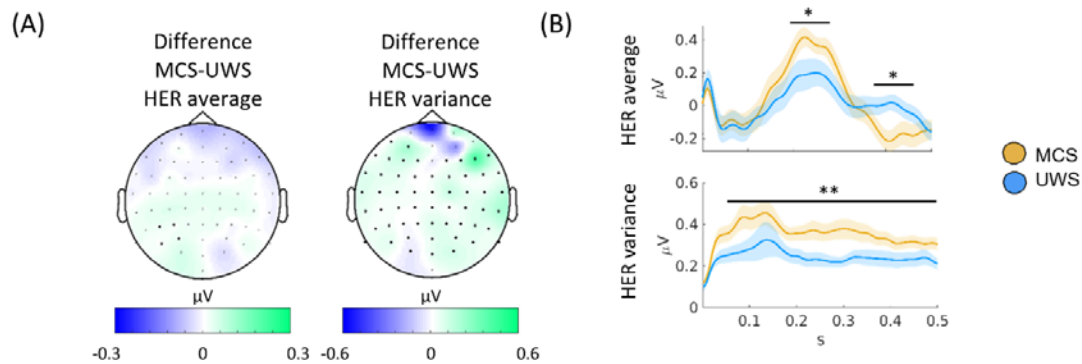 (A)
Difference
MCS-UWS
HER average
µV
-0.3 0 0.3
Difference
MCS-UWS
HER variance
µV
-0.6 0 0.6
(B)
HER average
µV
0.4
0.2
0
-0.2
*
*
HER variance
µV
0.6
0.4
0.2
0
**
0.1 0.2 0.3 0.4 0.5
s
MCS
UWS